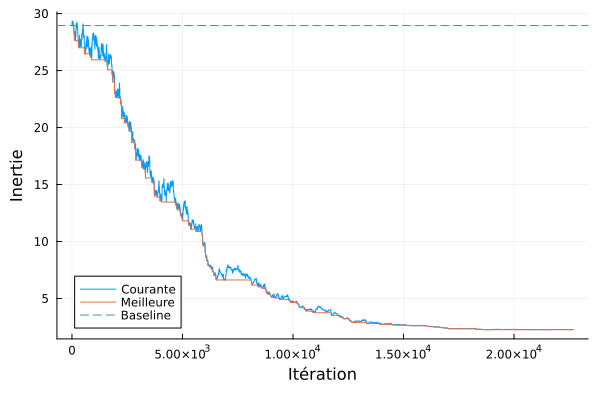 30
25
20
15
10
5
Inertie
Courante
Meilleure
Baseline
0
5.00×10³
1.00×10⁴
1.50×10⁴
2.00×10⁴
Itération